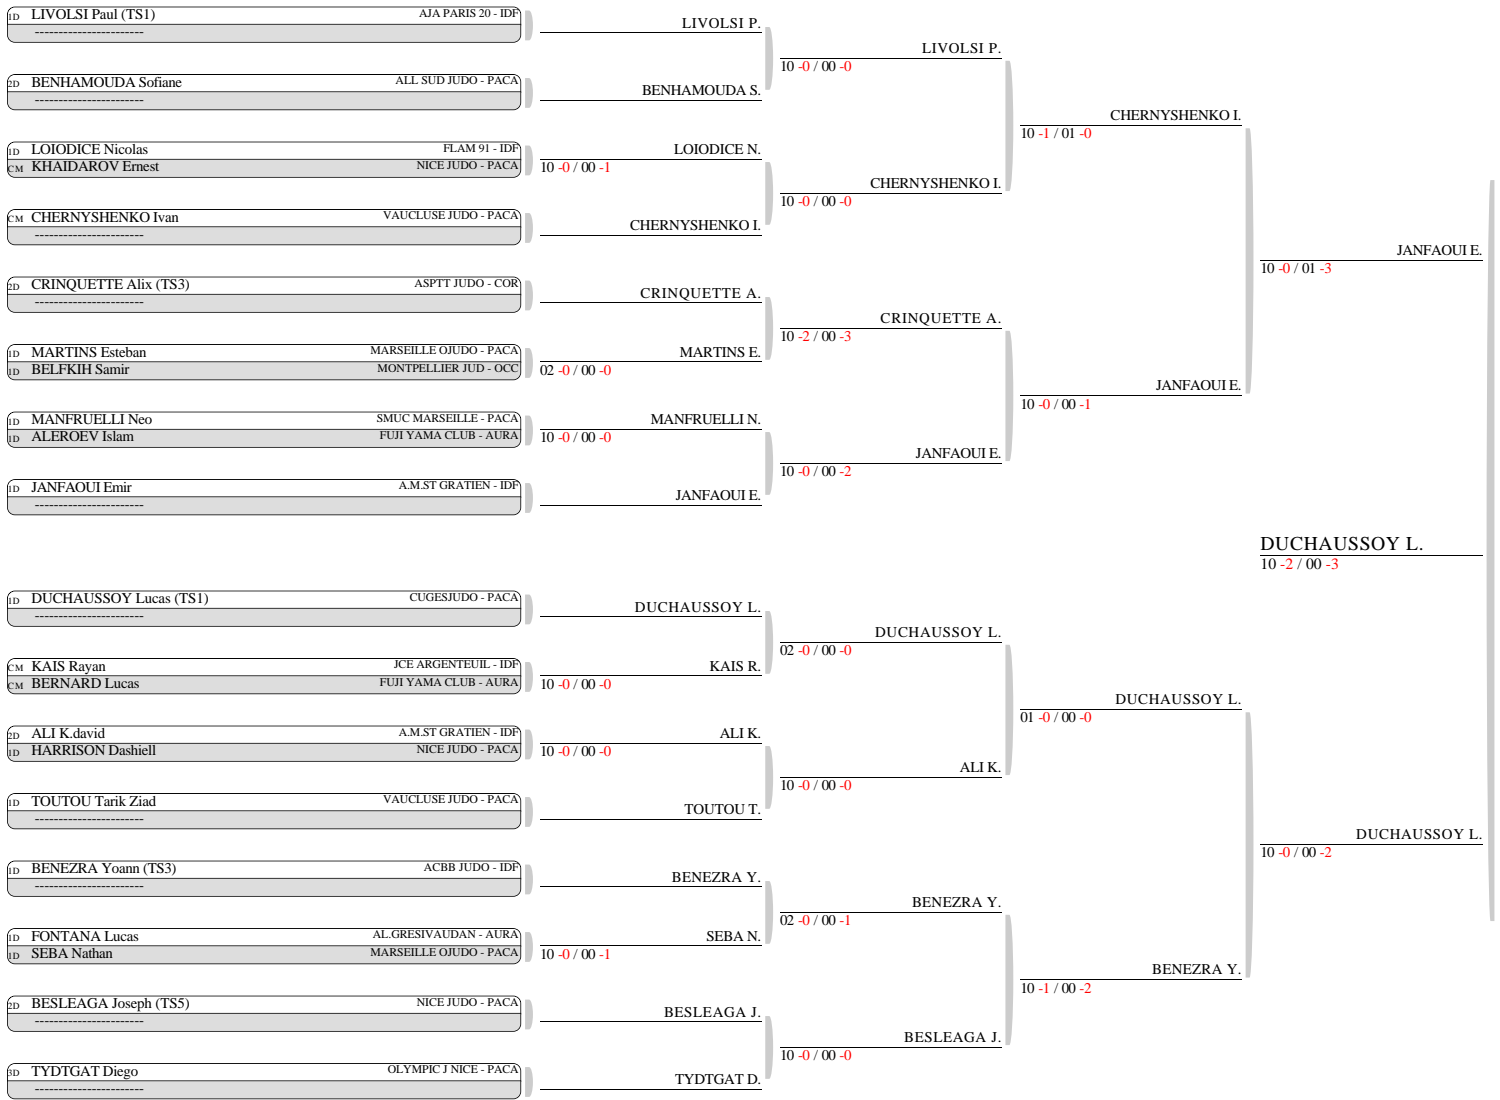 1D LIVOLSI Paul (TS1) AJA PARIS 20 - IDF
-----------------------
2D BENHAMOUDA Sofiane ALL SUD JUDO - PACA
-----------------------
1D LOIODICE Nicolas FLAM 91 - IDF
CM KHAIDAROV Ernest NICE JUDO - PACA
CM CHERNYSHENKO Ivan VAUCLUSE JUDO - PACA
-----------------------
2D CRINQUETTE Alix (TS3) ASPTT JUDO - COR
-----------------------
1D MARTINS Esteban MARSEILLE OJUDO - PACA
1D BELFKIH Samir MONTPELLIER JUD - OCC
1D MANFRUELLI Neo SMUC MARSEILLE - PACA
1D ALEROEV Islam FUJI YAMA CLUB - AURA
1D JANFAOUI Emir A.M.ST GRATIEN - IDF
-----------------------
1D DUCHAUSSOY Lucas (TS1) CUGESJUDO - PACA
-----------------------
CM KAIS Rayan JCE ARGENTEUIL - IDF
CM BERNARD Lucas FUJI YAMA CLUB - AURA
2D ALI K.david A.M.ST GRATIEN - IDF
1D HARRISON Dashiell NICE JUDO - PACA
1D TOUTOU Tarik Ziad VAUCLUSE JUDO - PACA
-----------------------
1D BENEZRA Yoann (TS3) ACBB JUDO - IDF
-----------------------
1D FONTANA Lucas AL.GRESIVAUDAN - AURA
1D SEBA Nathan MARSEILLE OJUDO - PACA
2D BESLEAGA Joseph (TS5) NICE JUDO - PACA
-----------------------
3D TYDTGAT Diego OLYMPIC J NICE - PACA
-----------------------
LIVOLSI P.
BENHAMOUDA S.
LOIODICE N.
10 -0 / 00 -1
CHERNYSHENKO I.
CRINQUETTE A.
MARTINS E.
02 -0 / 00 -0
MANFRUELLI N.
10 -0 / 00 -0
JANFAOUI E.
DUCHAUSSOY L.
KAIS R.
10 -0 / 00 -0
ALI K.
10 -0 / 00 -0
TOUTOU T.
BENEZRA Y.
SEBA N.
10 -0 / 00 -1
BESLEAGA J.
TYDTGAT D.
LIVOLSI P.
10 -0 / 00 -0
CHERNYSHENKO I.
10 -0 / 00 -0
CRINQUETTE A.
10 -2 / 00 -3
JANFAOUI E.
10 -0 / 00 -2
DUCHAUSSOY L.
02 -0 / 00 -0
ALI K.
10 -0 / 00 -0
BENEZRA Y.
02 -0 / 00 -1
BESLEAGA J.
10 -0 / 00 -0
CHERNYSHENKO I.
10 -1 / 01 -0
JANFAOUI E.
10 -0 / 00 -1
DUCHAUSSOY L.
01 -0 / 00 -0
BENEZRA Y.
10 -1 / 00 -2
JANFAOUI E.
10 -0 / 01 -3
DUCHAUSSOY L.
10 -2 / 00 -3
DUCHAUSSOY L.
10 -0 / 00 -2